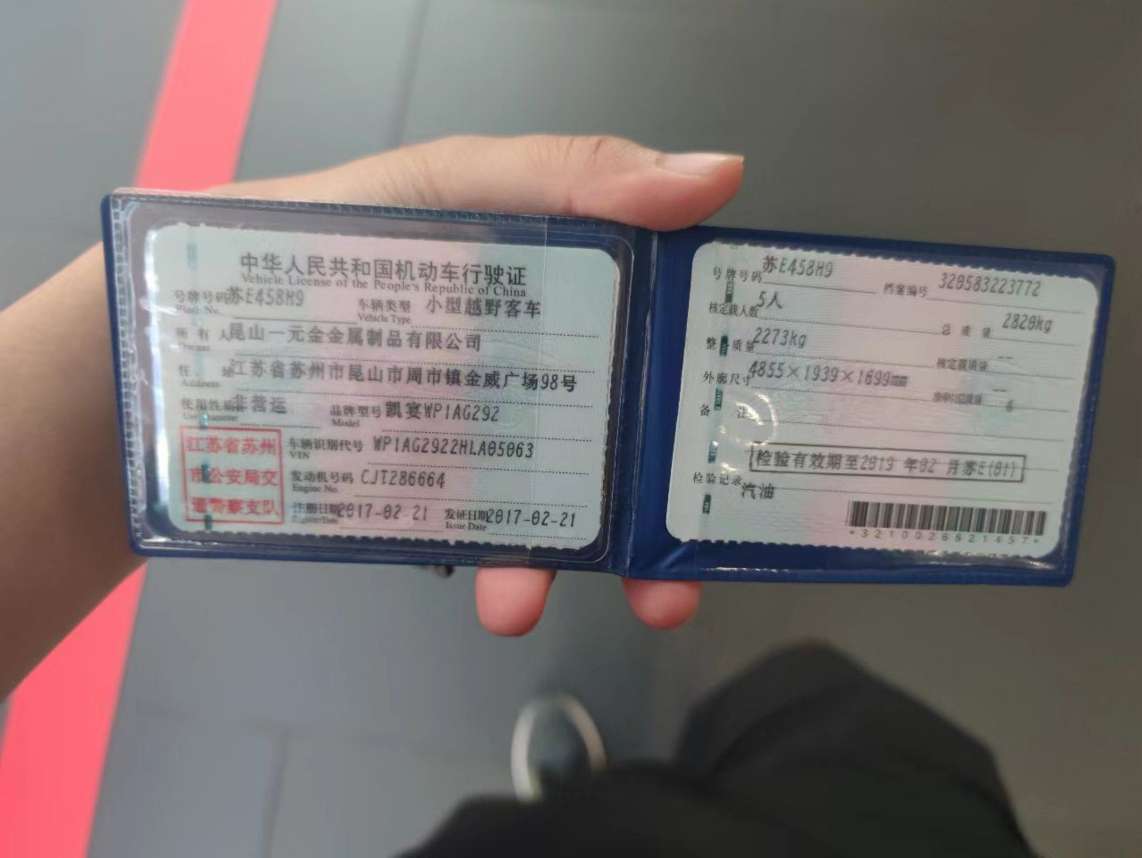 中华人民共和国机动车行驶证
Vehicle License of the People's Republic of China
号牌号码 苏E458H9 车辆类型 小型越野客车
Plate No. Vehicle Type
所有人 昆山一元金金属制品有限公司
Owner
住址 江苏省苏州市昆山市周市镇金威广场98号
Address
使用性质 非营运 品牌型号 凯宴WP1AG292
Use Character Model
江苏省苏州
市公安局交
通警察支队
车辆识别代号 WP1AG2922HLA05063
VIN
发动机号码 CJT286664
Engine No.
注册日期 2017-02-21 发证日期 2017-02-21
Register Date Issue Date
号牌号码 苏E458H9 档案编号 320583223772
核定载人数 5人 总质量 2820kg
整备质量 2273kg 核定载质量 --
外廓尺寸 4855×1939×1699mm
备注
检验有效期至2019年02月苏E(01)
检验记录
汽油
*3210026521657*